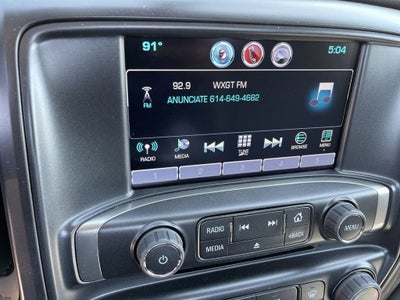 91°
5:04
92.9 WXGT FM
FM
ANUNCIATE 614-649-4682
RADIO
MEDIA
TUNE
BROWSE
MENU
1 2 3 4 5
RADIO
MEDIA
BACK
MENU